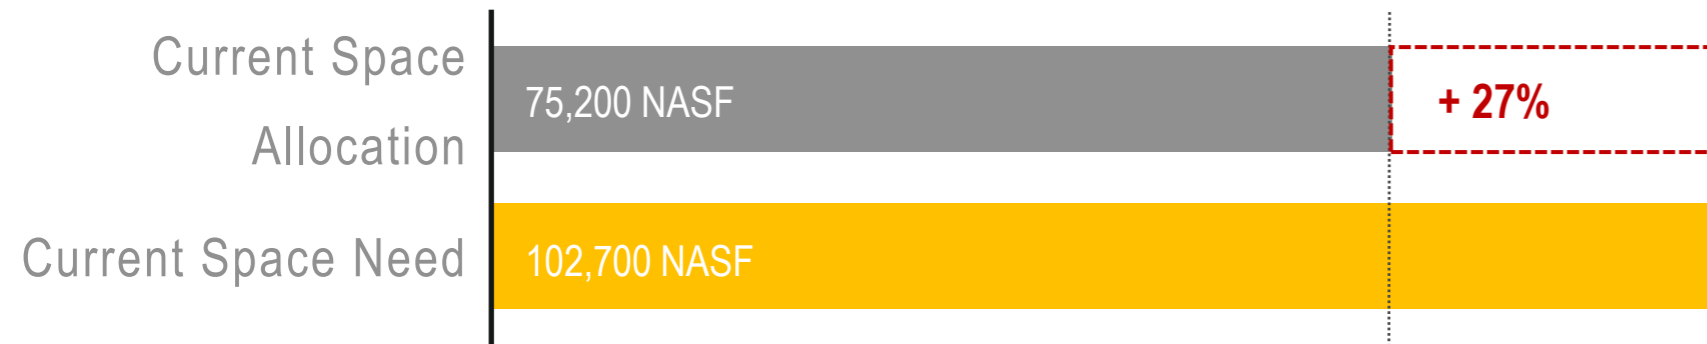 Current Space
Allocation
75,200 NASF
+ 27%
Current Space Need
102,700 NASF